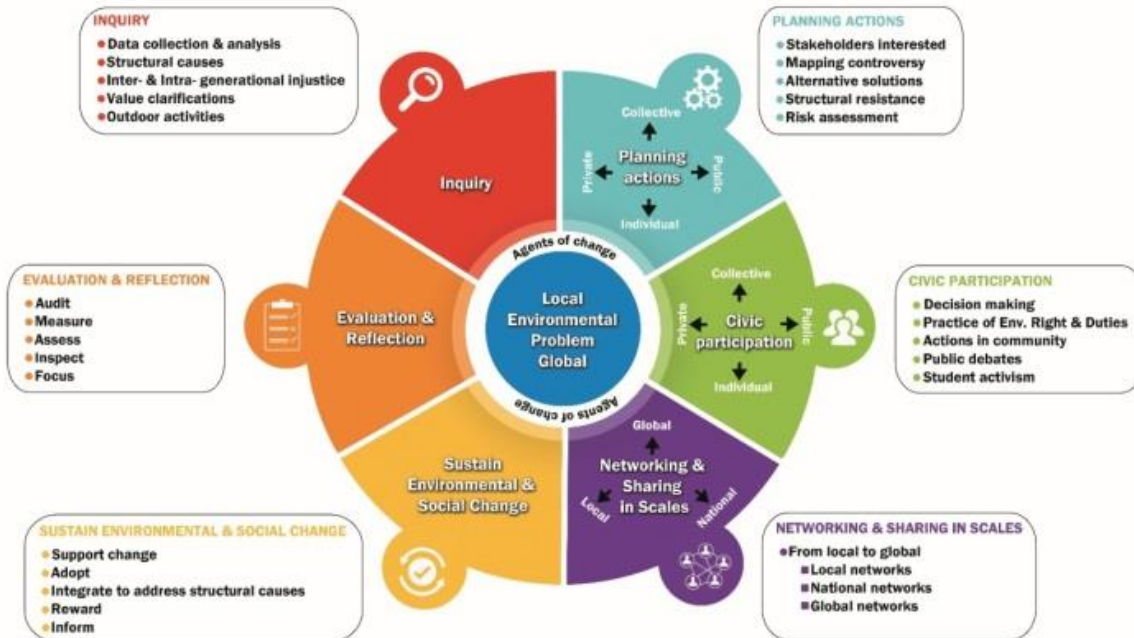 INQUIRY
Data collection & analysis
Structural causes
Inter- & Intra- generational injustice
Value clarifications
Outdoor activities
PLANNING ACTIONS
Stakeholders interested
Mapping controversy
Alternative solutions
Structural resistance
Risk assessment
Inquiry
Collective
Private
Planning
actions
Public
Individual
EVALUATION & REFLECTION
Audit
Measure
Assess
Inspect
Focus
Evaluation &
Reflection
Agents of change
Local
Environmental
Problem
Global
Agents of change
Collective
Private
Civic
participation
Public
Individual
CIVIC PARTICIPATION
Decision making
Practice of Env. Right & Duties
Actions in community
Public debates
Student activism
Sustain
Environmental &
Social Change
Global
Networking &
Sharing
in Scales
Local
National
SUSTAIN ENVIRONMENTAL & SOCIAL CHANGE
Support change
Adopt
Integrate to address structural causes
Reward
Inform
NETWORKING & SHARING IN SCALES
From local to global
Local networks
National networks
Global networks